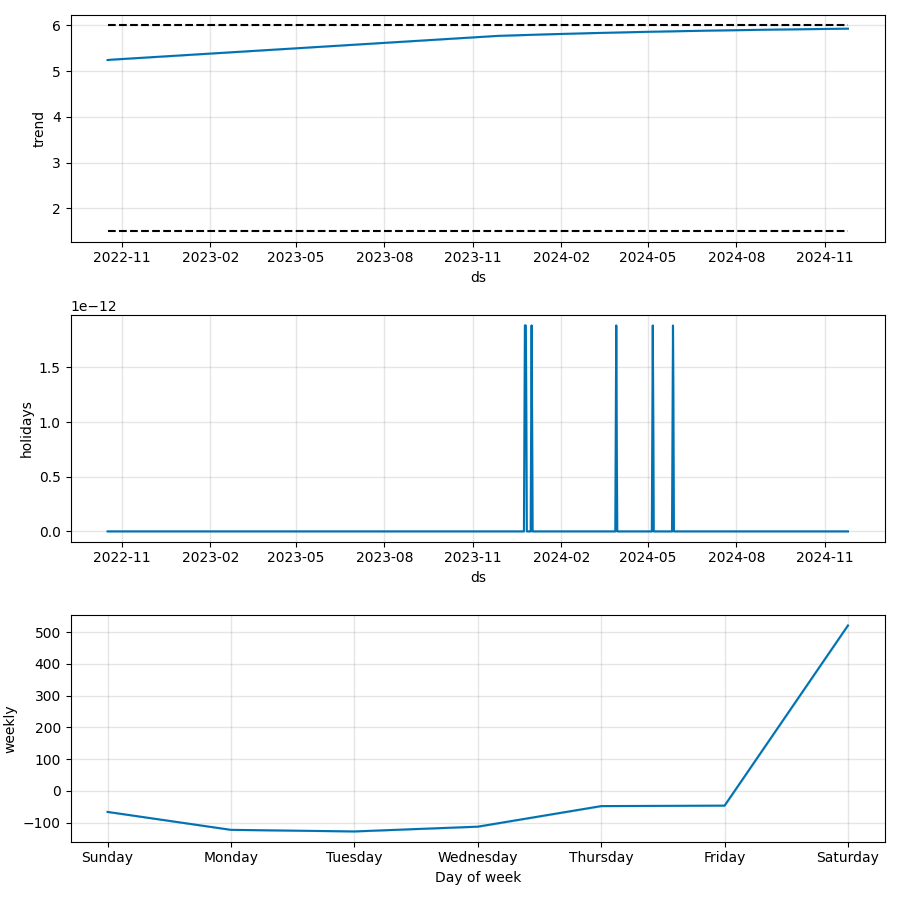 6
5
4
3
2
trend
2022-11 2023-02 2023-05 2023-08 2023-11 2024-02 2024-05 2024-08 2024-11
ds
1e−12
1.5
1.0
0.5
0.0
holidays
2022-11 2023-02 2023-05 2023-08 2023-11 2024-02 2024-05 2024-08 2024-11
ds
500
400
300
200
100
0
−100
weekly
Sunday Monday Tuesday Wednesday Thursday Friday Saturday
Day of week